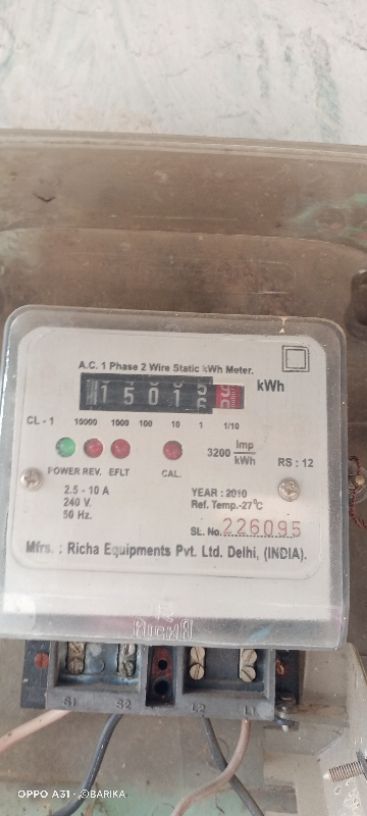 A.C. 1 Phase 2 Wire Static kWh Meter.
1501 kWh
CL - 1 10000 1000 100 10 1 1/10
3200 Imp/kWh
RS : 12
POWER REV. EFLT CAL.
2.5 - 10 A
240 V.
50 Hz.
YEAR : 2010
Ref. Temp.-27°C
SL. No. 226095
Mfrs. : Richa Equipments Pvt. Ltd. Delhi, (INDIA).
S1 S2 L2 L1
OPPO A31 · ©BARIKA